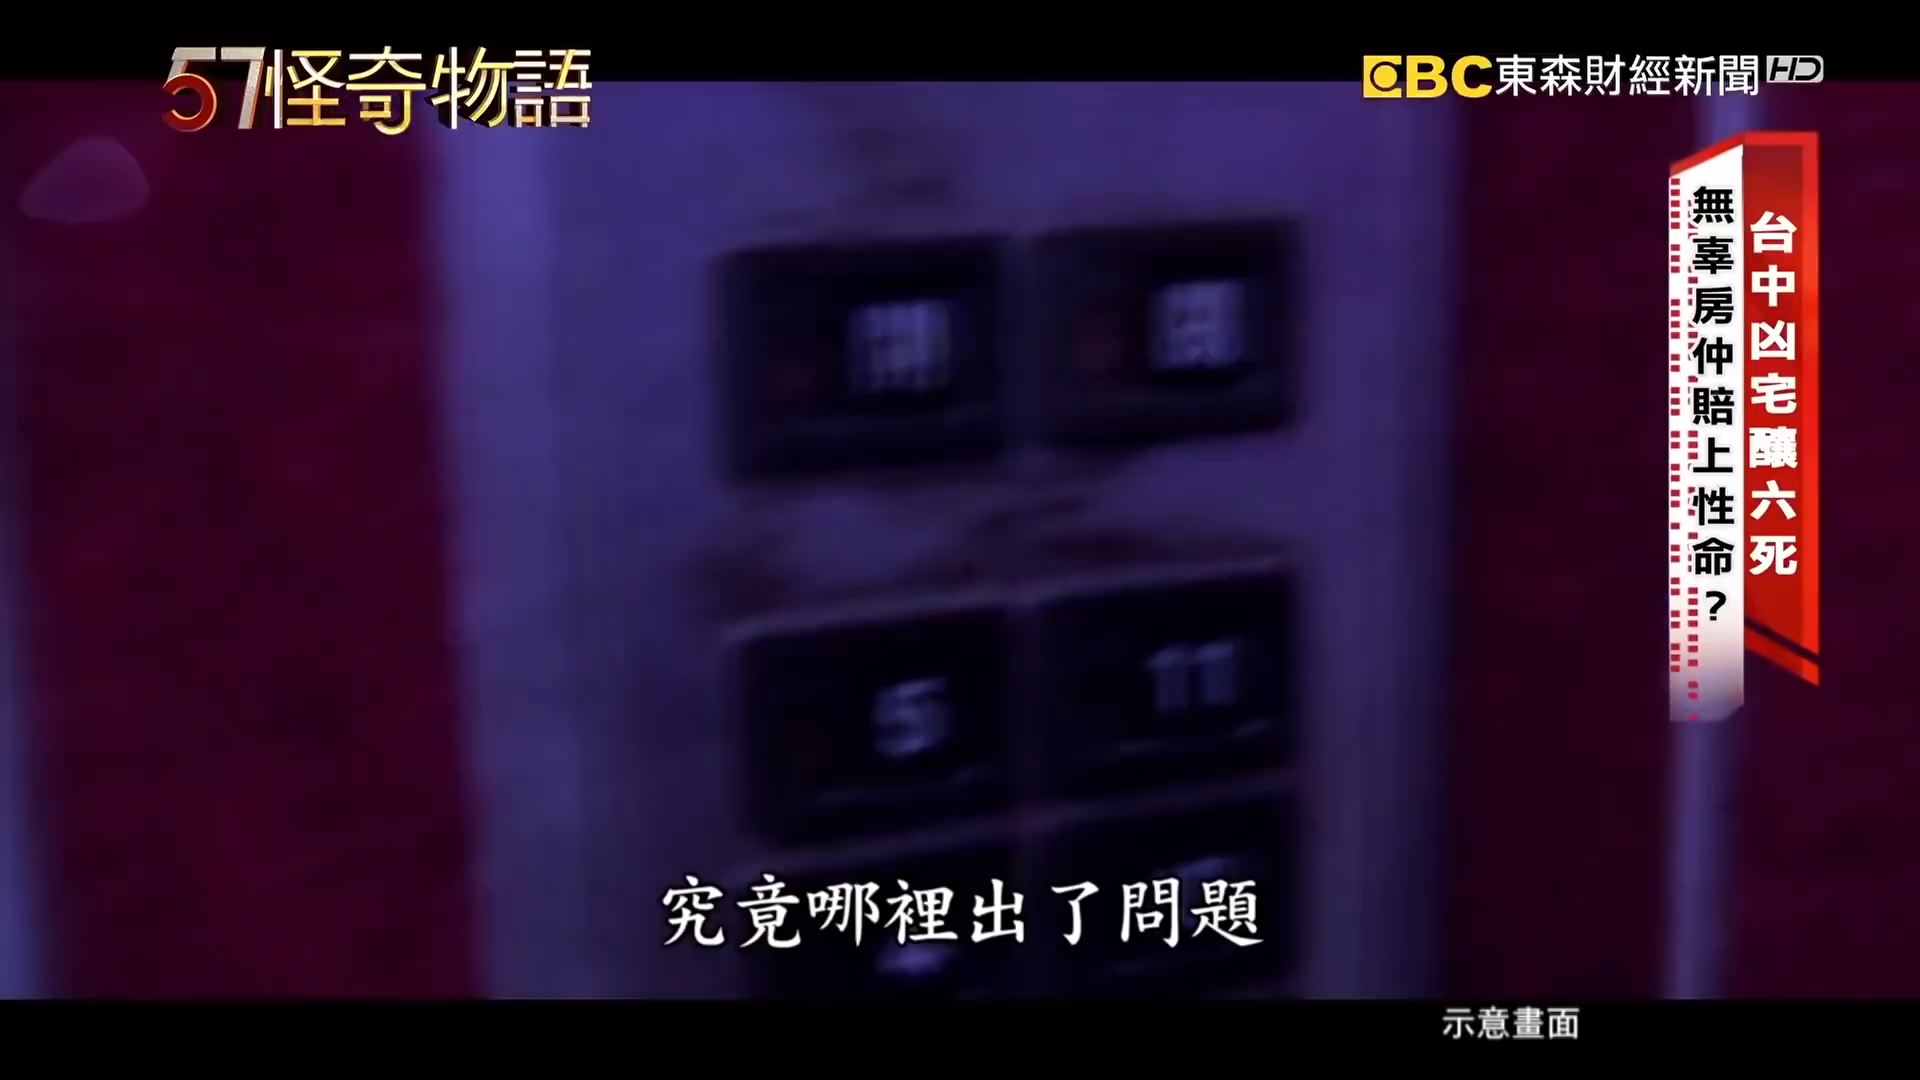 57怪奇物語
EBC東森財經新聞HD
台中凶宅釀六死
無辜房仲賠上性命?
開
5
11
究竟哪裡出了問題
示意畫面